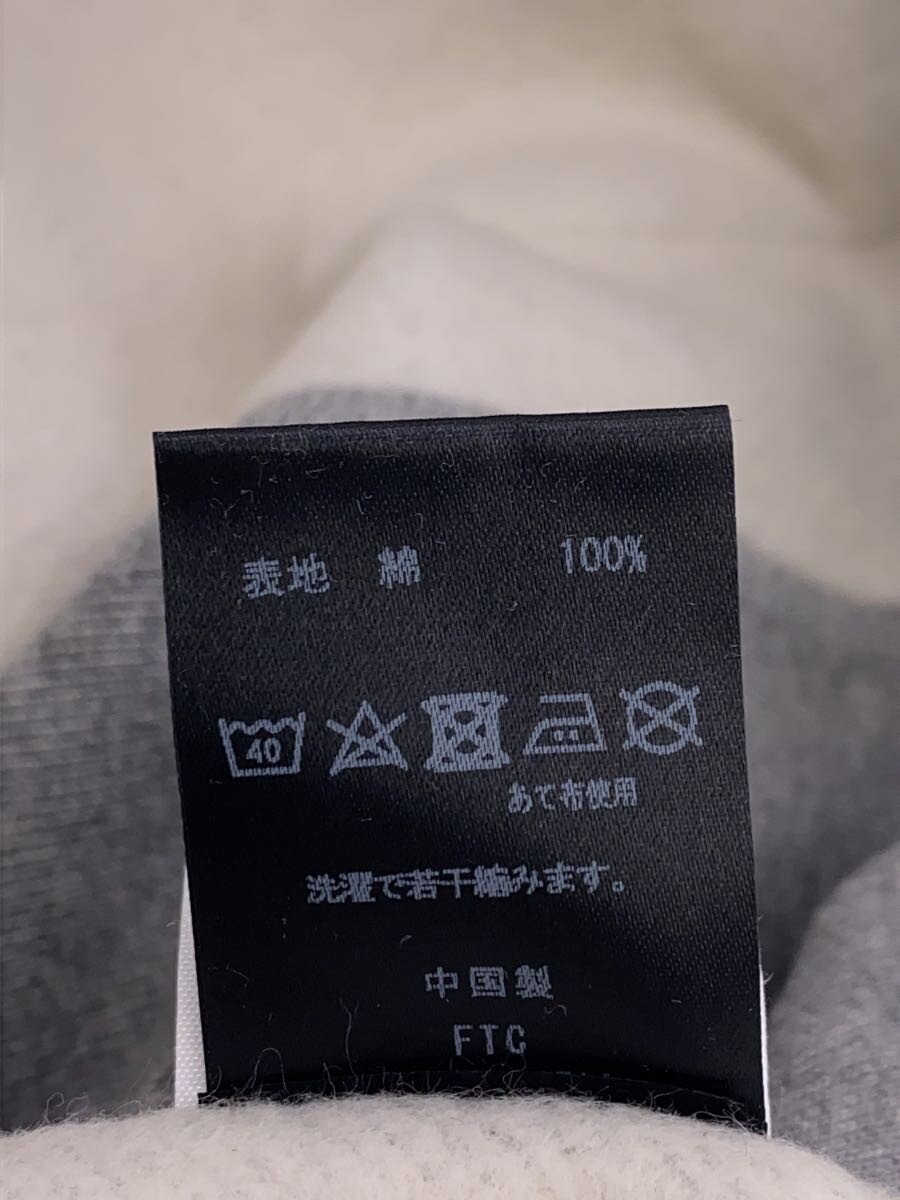 表地 綿 100%
40
あて布使用
洗濯で若干縮みます。
中国製
FTC